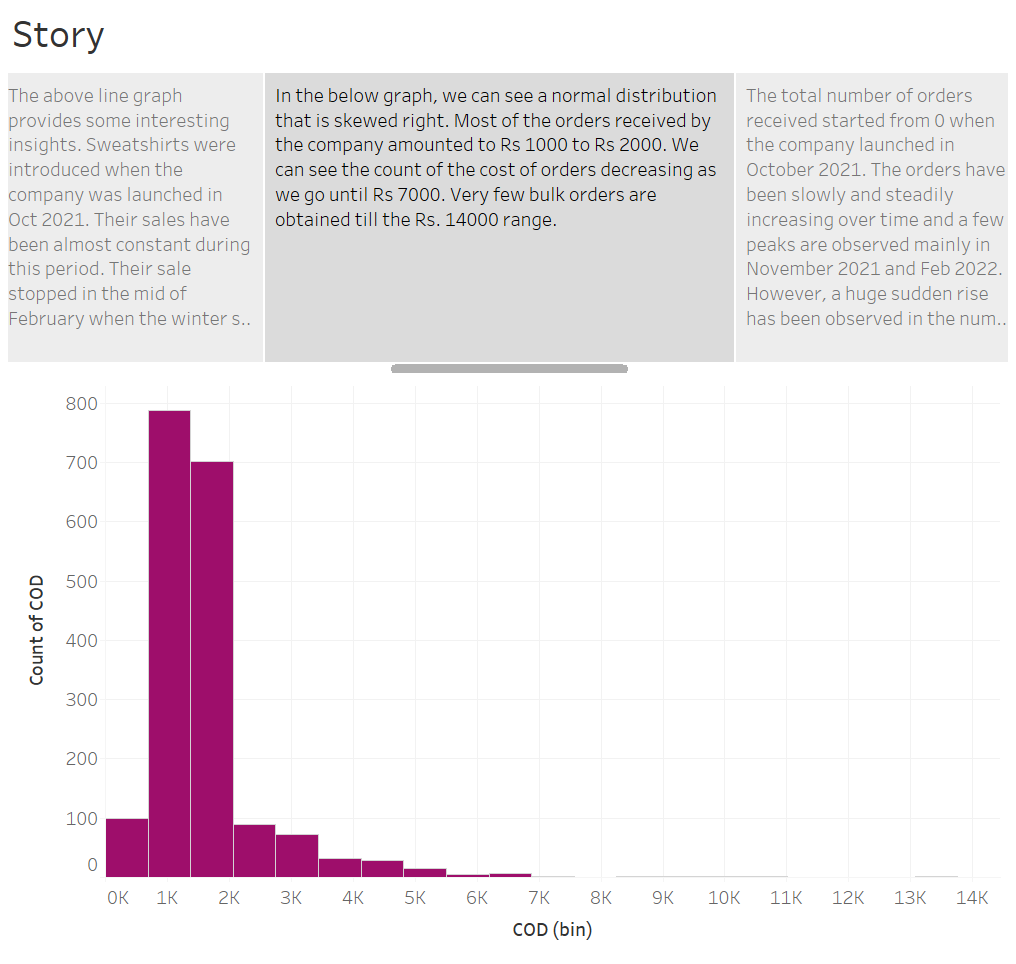 Story
The above line graph
provides some interesting
insights. Sweatshirts were
introduced when the
company was launched in
Oct 2021. Their sales have
been almost constant during
this period. Their sale
stopped in the mid of
February when the winter s..
In the below graph, we can see a normal distribution
that is skewed right. Most of the orders received by
the company amounted to Rs 1000 to Rs 2000. We
can see the count of the cost of orders decreasing as
we go until Rs 7000. Very few bulk orders are
obtained till the Rs. 14000 range.
The total number of orders
received started from 0 when
the company launched in
October 2021. The orders have
been slowly and steadily
increasing over time and a few
peaks are observed mainly in
November 2021 and Feb 2022.
However, a huge sudden rise
has been observed in the num..
800
700
600
500
400
300
200
100
0
Count of COD
0K 1K 2K 3K 4K 5K 6K 7K 8K 9K 10K 11K 12K 13K 14K
COD (bin)